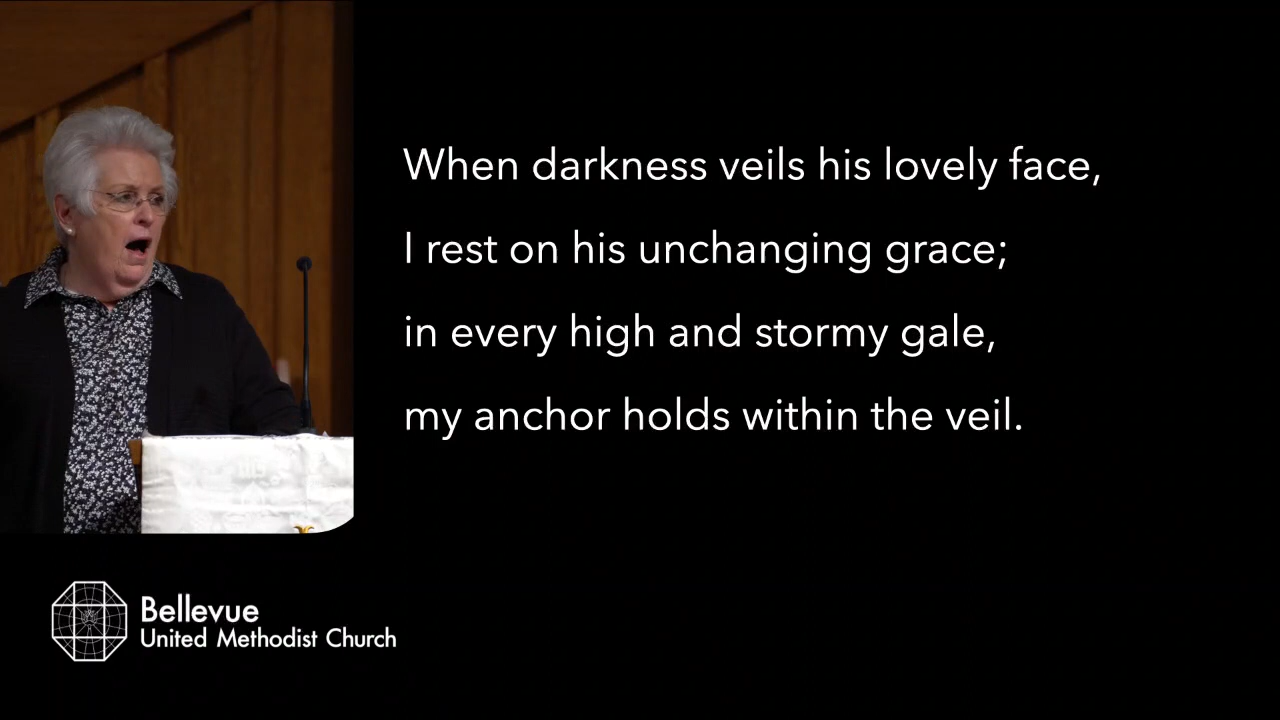 When darkness veils his lovely face,
I rest on his unchanging grace;
in every high and stormy gale,
my anchor holds within the veil.
Bellevue
United Methodist Church